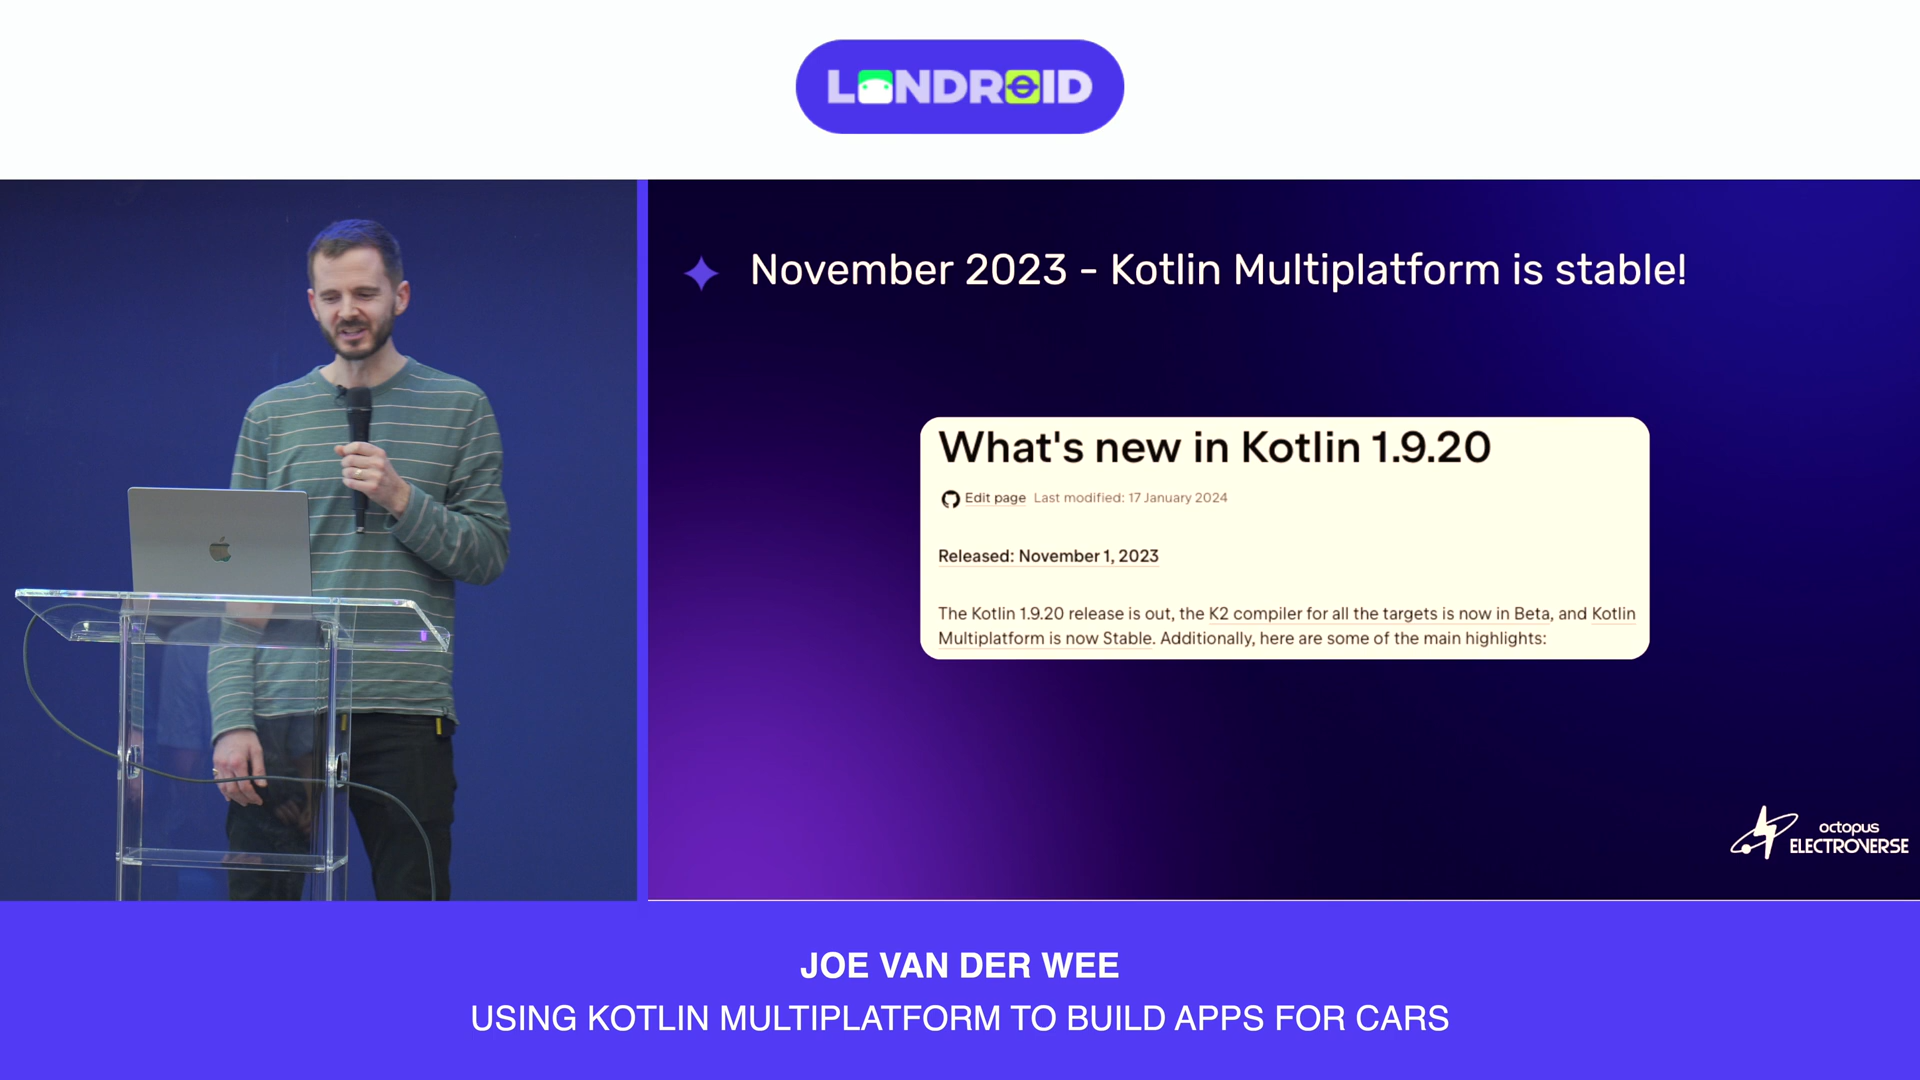 LONDROID
November 2023 - Kotlin Multiplatform is stable!
What's new in Kotlin 1.9.20
Edit page Last modified: 17 January 2024
Released: November 1, 2023
The Kotlin 1.9.20 release is out, the K2 compiler for all the targets is now in Beta, and Kotlin
Multiplatform is now Stable. Additionally, here are some of the main highlights:
octopus
ELECTROVERSE
JOE VAN DER WEE
USING KOTLIN MULTIPLATFORM TO BUILD APPS FOR CARS